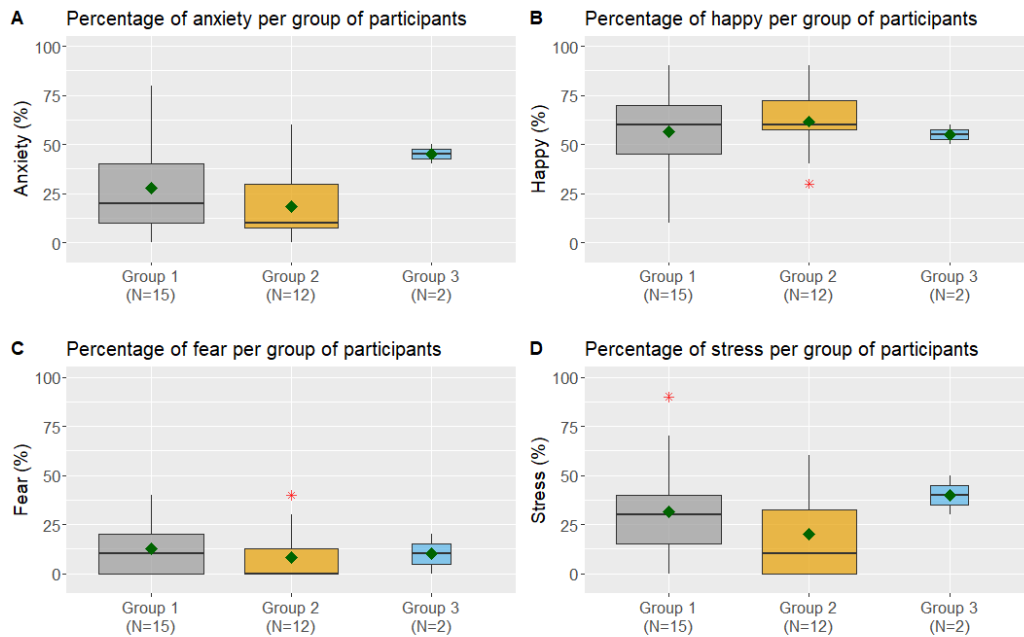 A Percentage of anxiety per group of participants
Anxiety (%)
100
75
50
25
0
Group 1 Group 2 Group 3
(N=15) (N=12) (N=2)
B Percentage of happy per group of participants
Happy (%)
100
75
50
25
0
Group 1 Group 2 Group 3
(N=15) (N=12) (N=2)
C Percentage of fear per group of participants
Fear (%)
100
75
50
25
0
Group 1 Group 2 Group 3
(N=15) (N=12) (N=2)
D Percentage of stress per group of participants
Stress (%)
100
75
50
25
0
Group 1 Group 2 Group 3
(N=15) (N=12) (N=2)